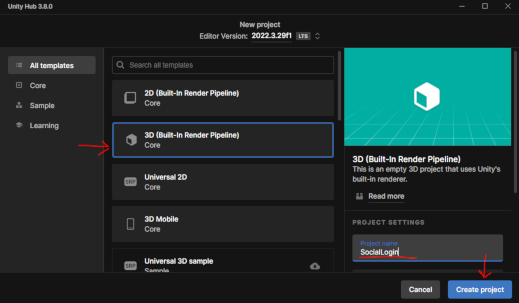 Unity Hub 3.8.0
New project
Editor Version: 2022.3.29f1 LTS
All templates
Core
Sample
Learning
Search all templates
2D (Built-In Render Pipeline)
Core
3D (Built-In Render Pipeline)
Core
SRP
Universal 2D
Core
3D Mobile
Core
SRP
Universal 3D sample
Sample
3D (Built-In Render Pipeline)
This is an empty 3D project that uses Unity's
built-in renderer.
Read more
PROJECT SETTINGS
Project name
SocialLogin
Cancel
Create project